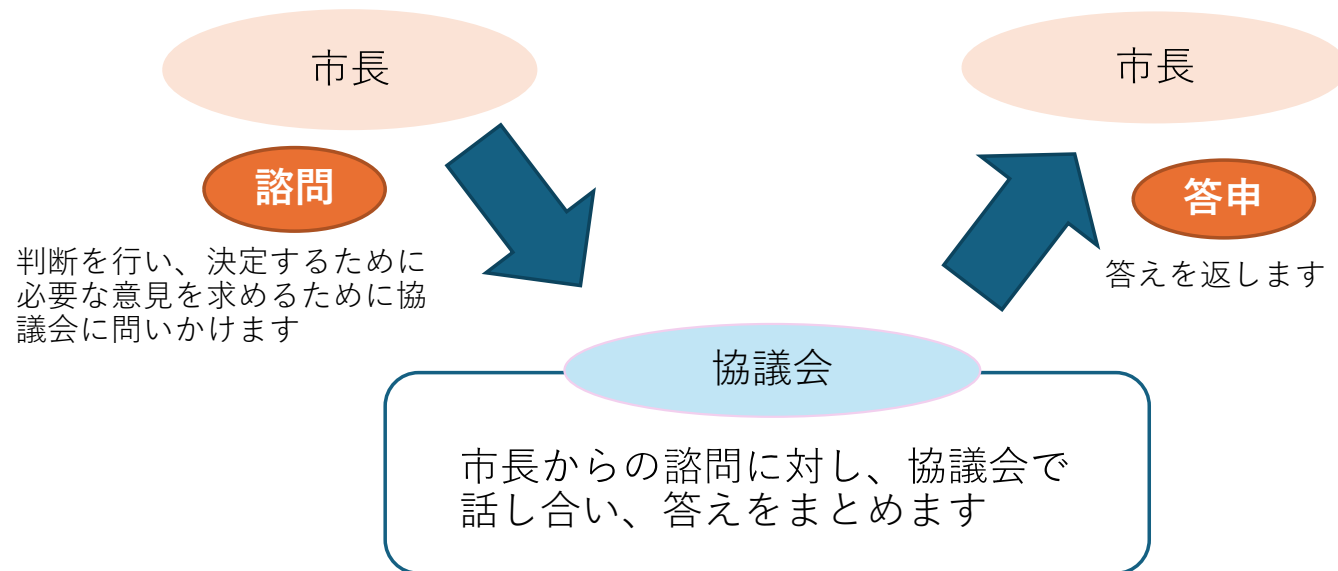 市長
諮問
判断を行い、決定するために
必要な意見を求めるために協
議会に問いかけます
市長
答申
答えを返します
協議会
市長からの諮問に対し、協議会で
話し合い、答えをまとめます